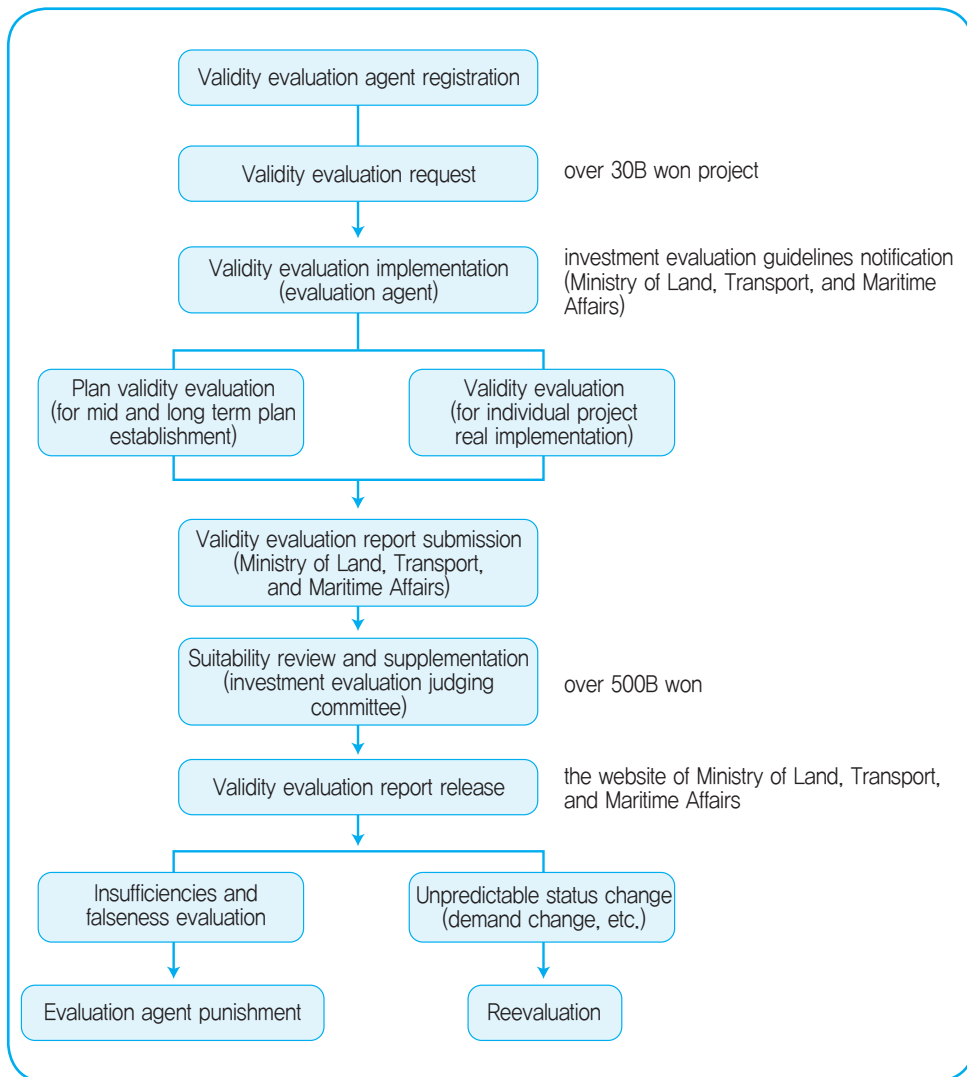 Validity evaluation agent registration
Validity evaluation request
over 30B won project
Validity evaluation implementation
(evaluation agent)
investment evaluation guidelines notification
(Ministry of Land, Transport, and Maritime
Affairs)
Plan validity evaluation
(for mid and long term plan
establishment)
Validity evaluation
(for individual project
real implementation)
Validity evaluation report submission
(Ministry of Land, Transport,
and Maritime Affairs)
Suitability review and supplementation
(investment evaluation judging
committee)
over 500B won
Validity evaluation report release
the website of Ministry of Land, Transport,
and Maritime Affairs
Insufficiencies and
falseness evaluation
Unpredictable status change
(demand change, etc.)
Evaluation agent punishment
Reevaluation